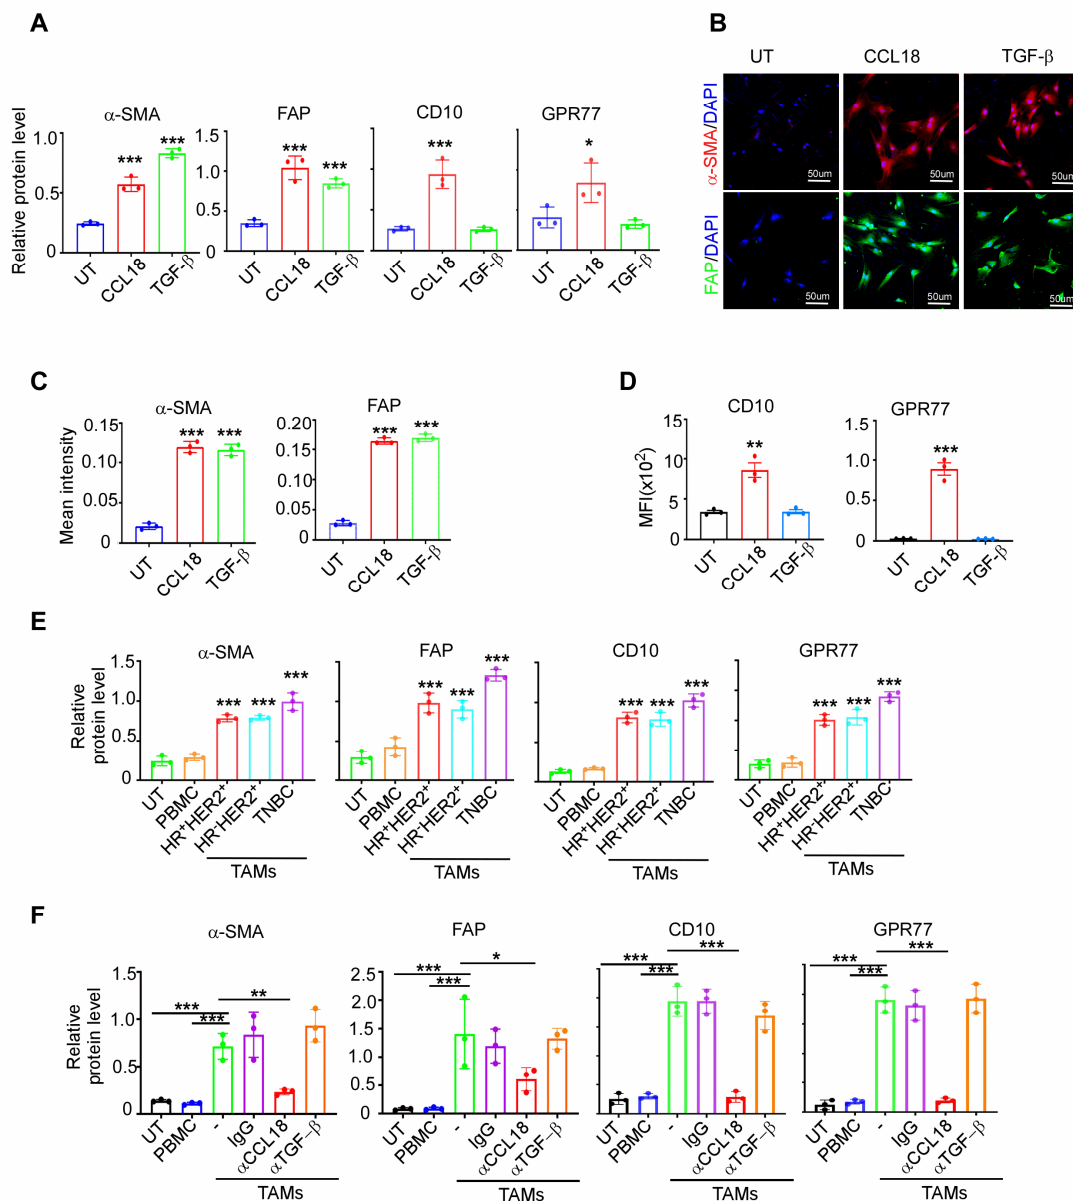 A
B
UT
CCL18
TGF-β
α-SMA
FAP
CD10
GPR77
Relative protein level
1.0
0.5
0
1.5
1.0
0.5
0
***
***
***
***
***
*
UT
CCL18
TGF-β
UT
CCL18
TGF-β
UT
CCL18
TGF-β
UT
CCL18
TGF-β
α-SMA/DAPI
FAP/DAPI
50um
50um
50um
50um
50um
50um
C
D
α-SMA
FAP
CD10
GPR77
Mean intensity
0.15
0.10
0.05
0
0.20
0.15
0.10
0.05
0.00
***
***
***
***
UT
CCL18
TGF-β
UT
CCL18
TGF-β
MFI(x10²)
15
10
5
0
1.5
1.0
0.5
0
**
***
UT
CCL18
TGF-β
UT
CCL18
TGF-β
E
α-SMA
FAP
CD10
GPR77
Relative
protein level
1.5
1.0
0.5
0
***
***
***
***
***
***
***
***
***
***
***
***
UT
PBMC
HR⁺HER2⁺
HR⁻HER2⁺
TNBC
TAMs
UT
PBMC
HR⁺HER2⁺
HR⁻HER2⁺
TNBC
TAMs
UT
PBMC
HR⁺HER2⁺
HR⁻HER2⁺
TNBC
TAMs
UT
PBMC
HR⁺HER2⁺
HR⁻HER2⁺
TNBC
TAMs
F
α-SMA
FAP
CD10
GPR77
Relative
protein level
1.5
1.0
0.5
0
2.5
2.0
1.5
1.0
0.5
0
***
***
**
***
***
*
***
***
***
***
***
***
UT
PBMC
-
IgG
αCCL18
αTGF-β
TAMs
UT
PBMC
-
IgG
αCCL18
αTGF-β
TAMs
UT
PBMC
-
IgG
αCCL18
αTGF-β
TAMs
UT
PBMC
-
IgG
αCCL18
αTGF-β
TAMs